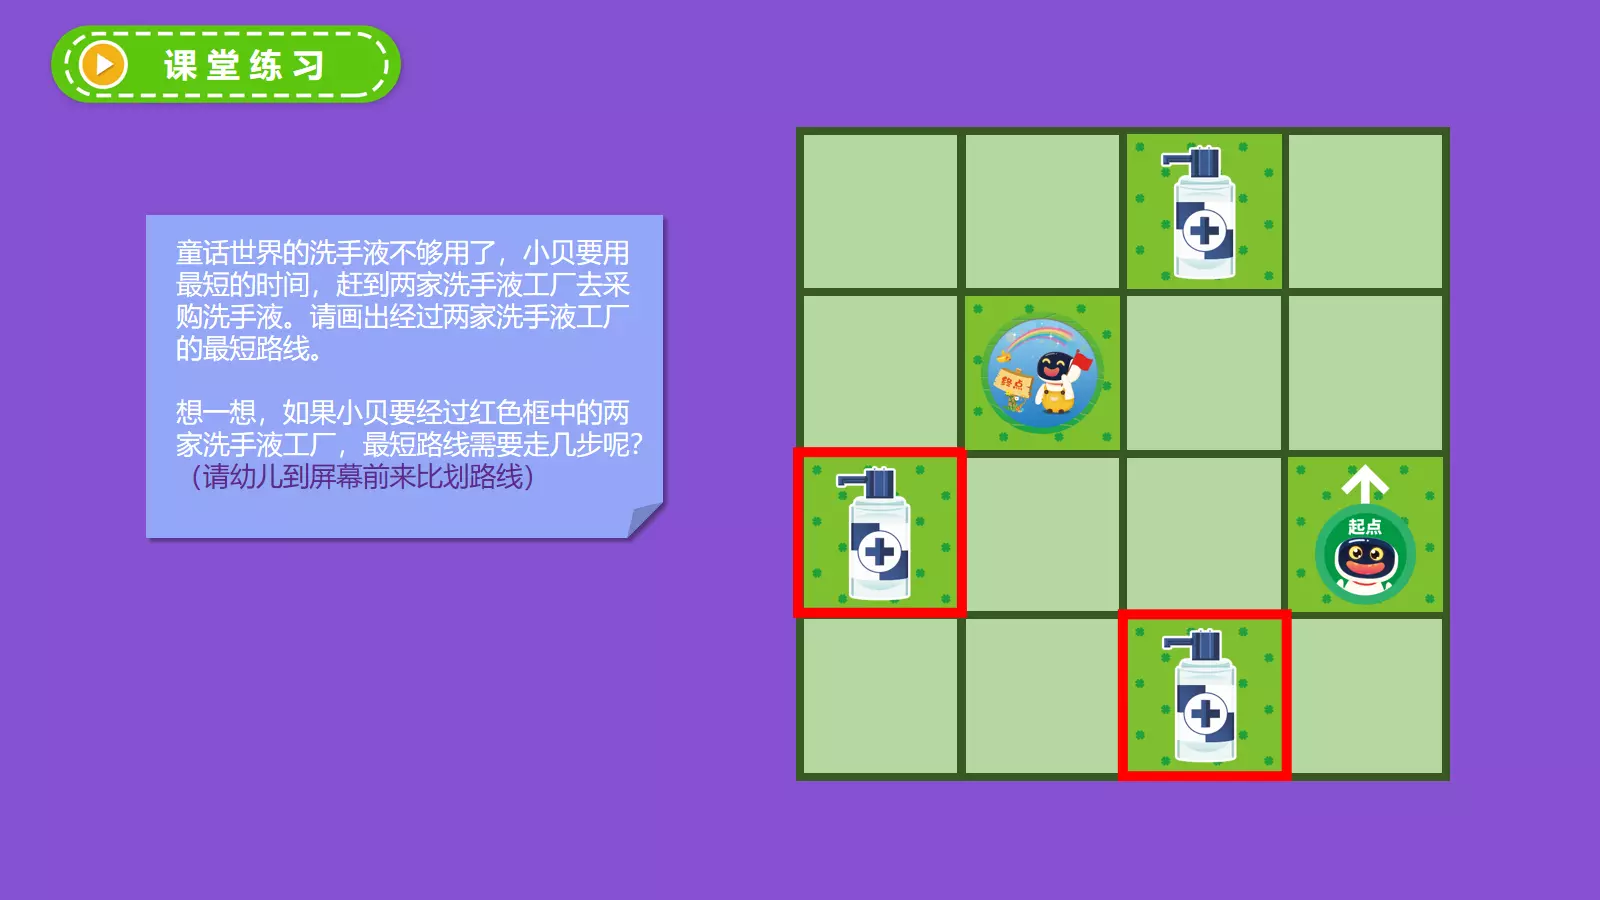 课堂练习
童话世界的洗手液不够用了，小贝要用
最短的时间，赶到两家洗手液工厂去采
购洗手液。请画出经过两家洗手液工厂
的最短路线。
想一想，如果小贝要经过红色框中的两
家洗手液工厂，最短路线需要走几步呢？
（请幼儿到屏幕前来比划路线）
终点
起点